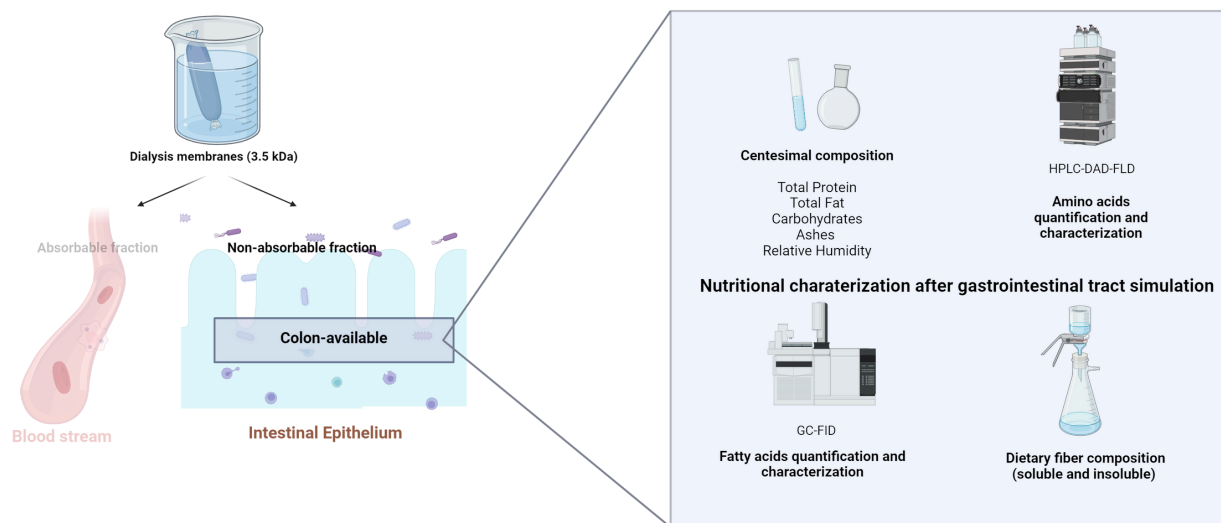 Dialysis membranes (3.5 kDa)
Absorbable fraction
Non-absorbable fraction
Colon-available
Blood stream
Intestinal Epithelium
Centesimal composition
Total Protein
Total Fat
Carbohydrates
Ashes
Relative Humidity
HPLC-DAD-FLD
Amino acids
quantification and
characterization
Nutritional charaterization after gastrointestinal tract simulation
GC-FID
Fatty acids quantification and
characterization
Dietary fiber composition
(soluble and insoluble)